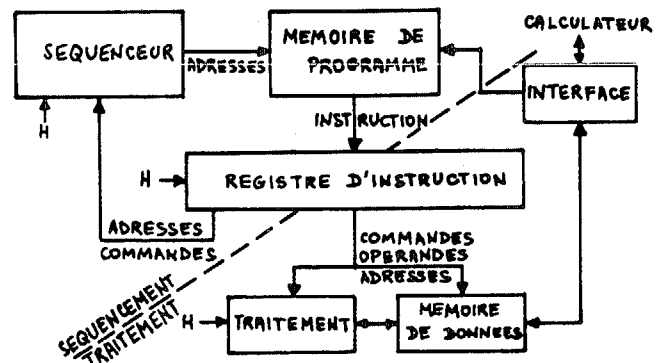 CALCULATEUR
SEQUENCEUR
ADRESSES
MEMOIRE DE
PROGRAMME
INTERFACE
H
INSTRUCTION
H
REGISTRE D'INSTRUCTION
ADRESSES
COMMANDES
COMMANDES
OPERANDES
ADRESSES
SEQUENCEMENT
TRAITEMENT
H
TRAITEMENT
MEMOIRE
DE DONNEES